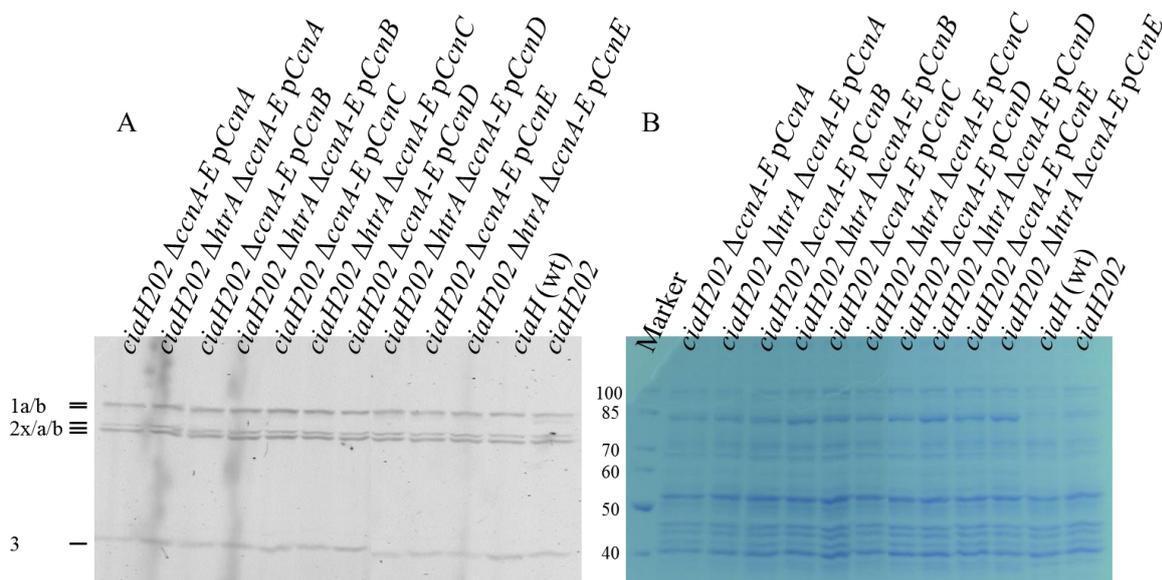 A
ciaH202 ΔccnA-E pCcnA
ciaH202 ΔhtrA ΔccnA-E pCcnA
ciaH202 ΔccnA-E pCcnB
ciaH202 ΔhtrA ΔccnA-E pCcnB
ciaH202 ΔccnA-E pCcnC
ciaH202 ΔhtrA ΔccnA-E pCcnC
ciaH202 ΔccnA-E pCcnD
ciaH202 ΔhtrA ΔccnA-E pCcnD
ciaH202 ΔccnA-E pCcnE
ciaH202 ΔhtrA ΔccnA-E pCcnE
ciaH (wt)
ciaH202
1a/b
2x/a/b
3
B
Marker
ciaH202 ΔccnA-E pCcnA
ciaH202 ΔhtrA ΔccnA-E pCcnA
ciaH202 ΔccnA-E pCcnB
ciaH202 ΔhtrA ΔccnA-E pCcnB
ciaH202 ΔccnA-E pCcnC
ciaH202 ΔhtrA ΔccnA-E pCcnC
ciaH202 ΔccnA-E pCcnD
ciaH202 ΔhtrA ΔccnA-E pCcnD
ciaH202 ΔccnA-E pCcnE
ciaH202 ΔhtrA ΔccnA-E pCcnE
ciaH (wt)
ciaH202
100
85
70
60
50
40